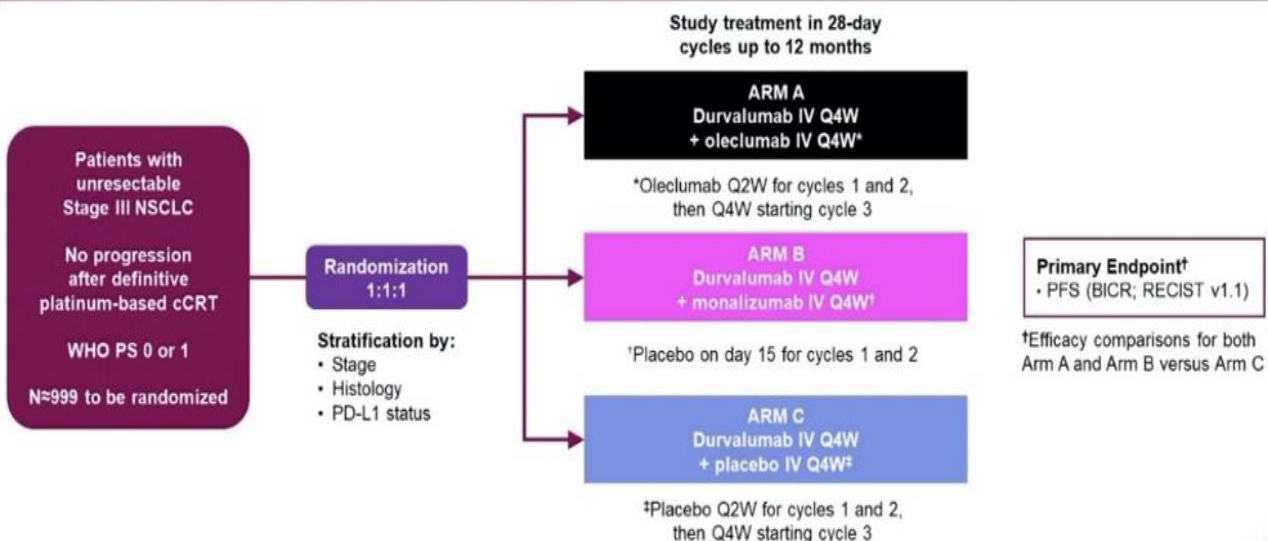 Study treatment in 28-day
cycles up to 12 months
Patients with
unresectable
Stage III NSCLC
No progression
after definitive
platinum-based cCRT
WHO PS 0 or 1
N≈999 to be randomized
Randomization
1:1:1
Stratification by:
• Stage
• Histology
• PD-L1 status
ARM A
Durvalumab IV Q4W
+ oleclumab IV Q4W*
*Oleclumab Q2W for cycles 1 and 2,
then Q4W starting cycle 3
ARM B
Durvalumab IV Q4W
+ monalizumab IV Q4W†
†Placebo on day 15 for cycles 1 and 2
ARM C
Durvalumab IV Q4W
+ placebo IV Q4W‡
‡Placebo Q2W for cycles 1 and 2,
then Q4W starting cycle 3
Primary Endpoint†
• PFS (BICR; RECIST v1.1)
†Efficacy comparisons for both
Arm A and Arm B versus Arm C